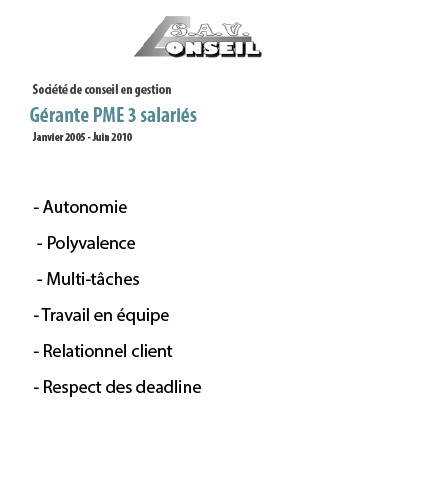 S.A.V.
CONSEIL
Société de conseil en gestion
Gérante PME 3 salariés
Janvier 2005 - Juin 2010
- Autonomie
- Polyvalence
- Multi-tâches
- Travail en équipe
- Relationnel client
- Respect des deadline